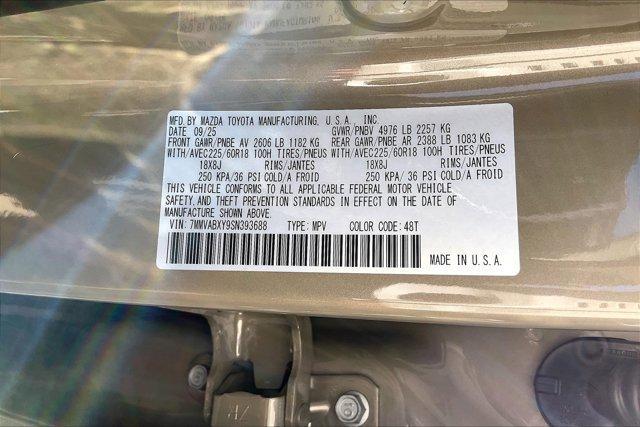 MFD. BY MAZDA TOYOTA MANUFACTURING, U.S.A., INC.
DATE 09/25 GVWR/PNBV 4976 LB 2257 KG
FRONT GAWR/PNBE AV 2606 LB 1182 KG REAR GAWR/PNBE AR 2388 LB 1083 KG
WITH/AVEC225/60R18 100H TIRES/PNEUS WITH/AVEC225/60R18 100H TIRES/PNEUS
18X8J RIMS/JANTES 18X8J RIMS/JANTES
250 KPA/36 PSI COLD/A FROID 250 KPA/36 PSI COLD/A FROID
THIS VEHICLE CONFORMS TO ALL APPLICABLE FEDERAL MOTOR VEHICLE
SAFETY, AND THEFT PREVENTION STANDARDS IN EFFECT ON THE DATE OF
MANUFACTURE SHOWN ABOVE.
VIN: 7MMVABXY9SN393688 TYPE: MPV COLOR CODE: 48T
MADE IN U.S.A.